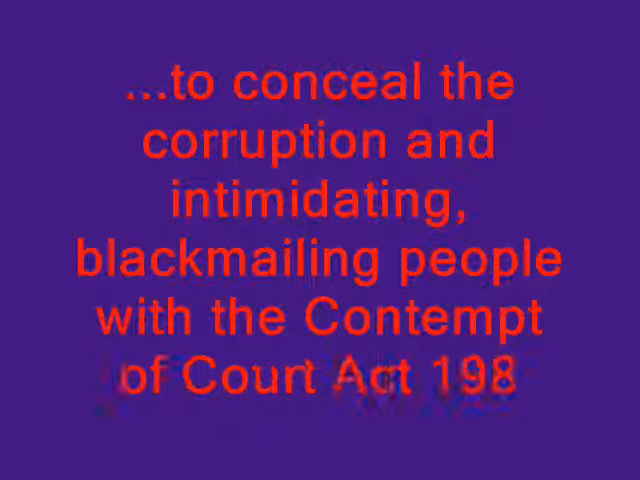 ...to conceal the
corruption and
intimidating,
blackmailing people
with the Contempt
of Court Act 198